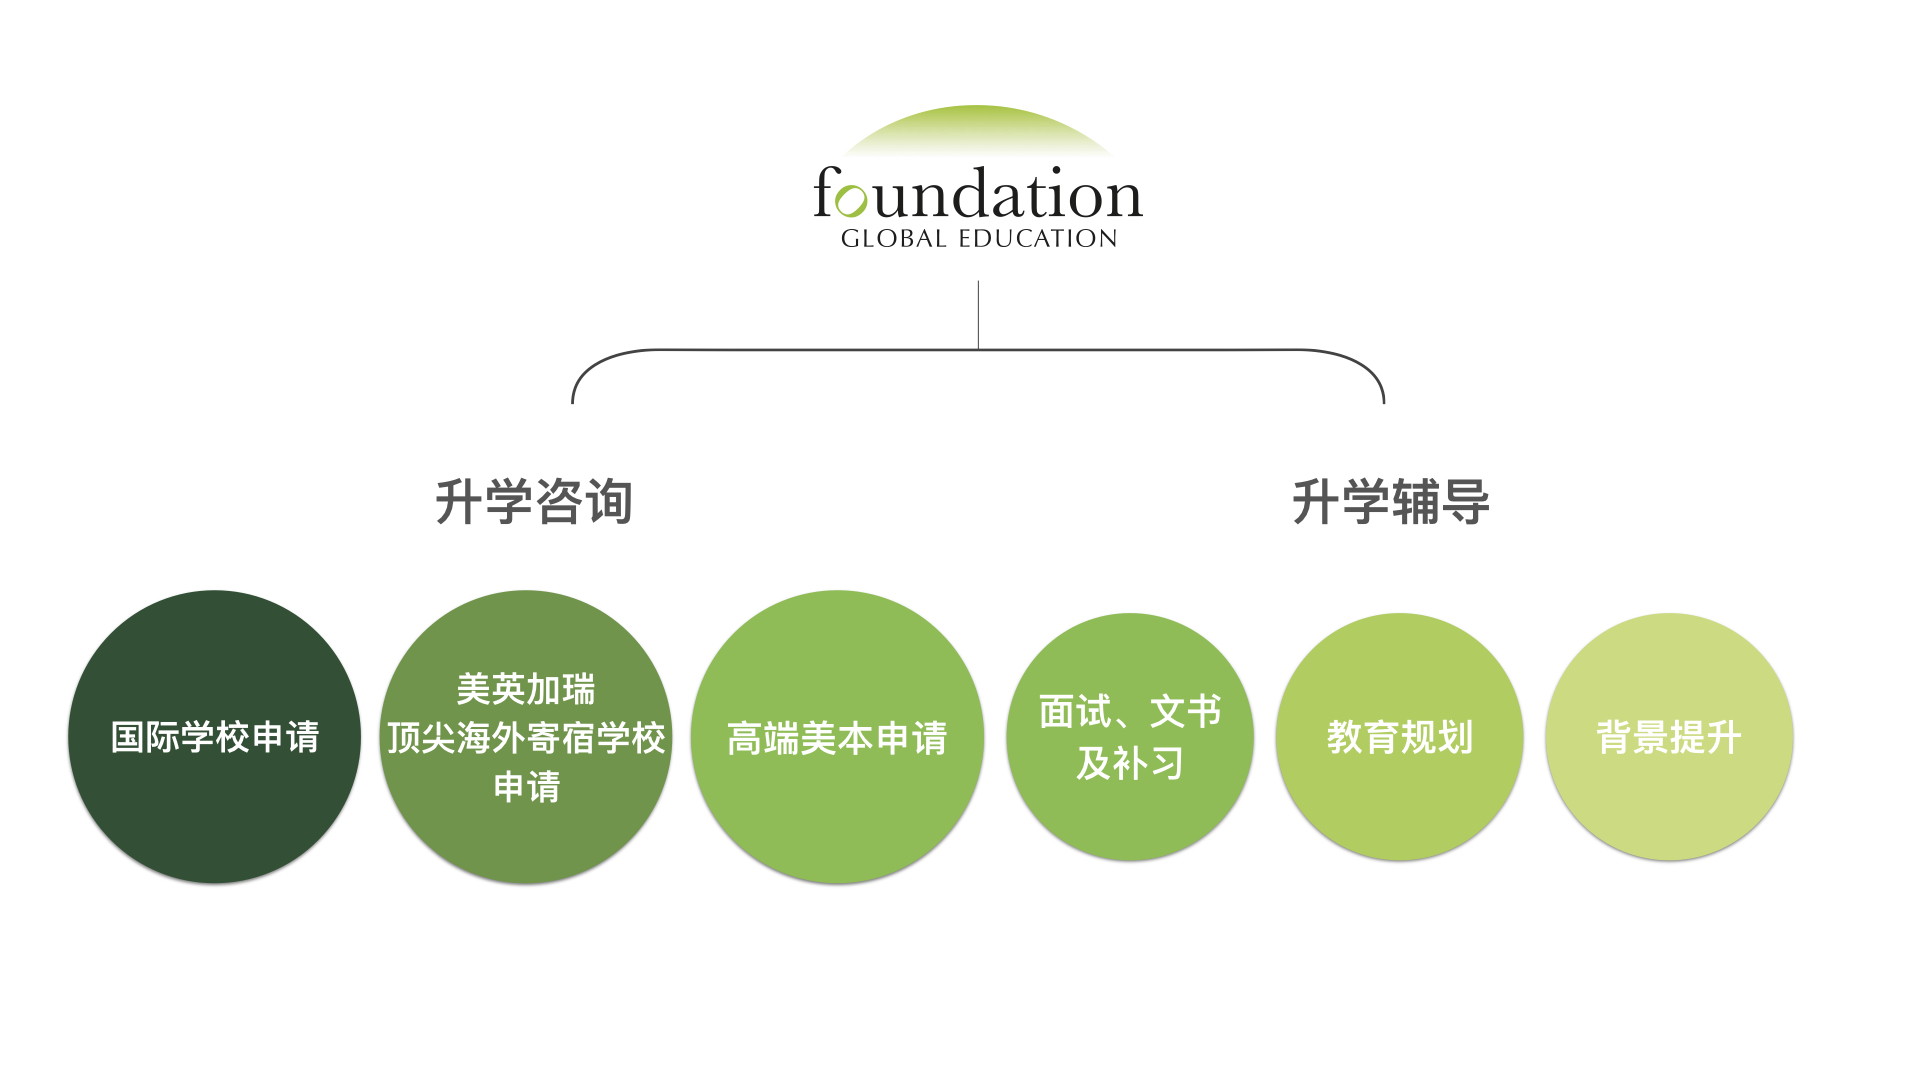 foundation
GLOBAL EDUCATION
升学咨询
升学辅导
国际学校申请
美英加瑞
顶尖海外寄宿学校
申请
高端美本申请
面试、文书
及补习
教育规划
背景提升